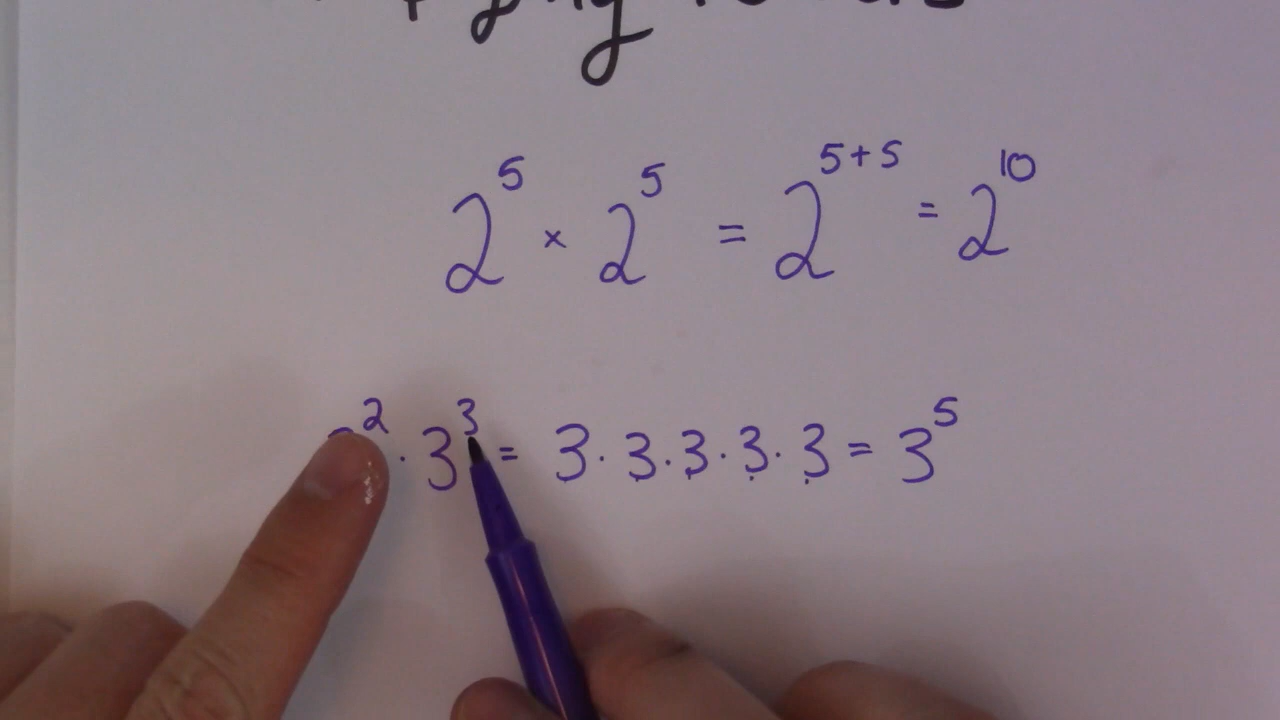 2^5 × 2^5 = 2^{5+5} = 2^{10}
^2 · 3^3 = 3 · 3 · 3 · 3 · 3 = 3^5